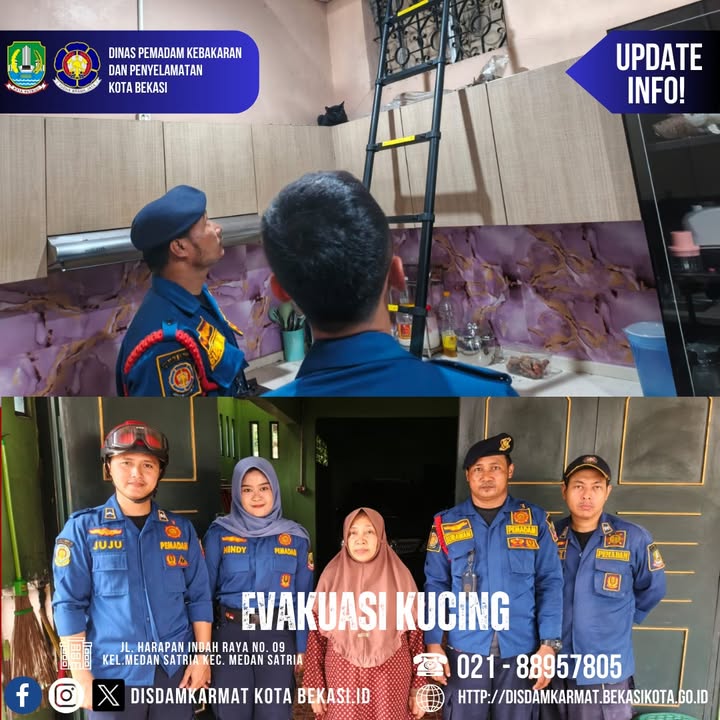 DINAS PEMADAM KEBAKARAN
DAN PENYELAMATAN
KOTA BEKASI
UPDATE
INFO!
JUJU
PEMADAM
HENDY
PEMADAM
PEMADAM
PEMADAM
EVAKUASI KUCING
JL. HARAPAN INDAH RAYA NO. 09
KEL.MEDAN SATRIA KEC. MEDAN SATRIA
021 - 88957805
DISDAMKARMAT KOTA BEKASI.ID
HTTP://DISDAMKARMAT.BEKASIKOTA.GO.ID